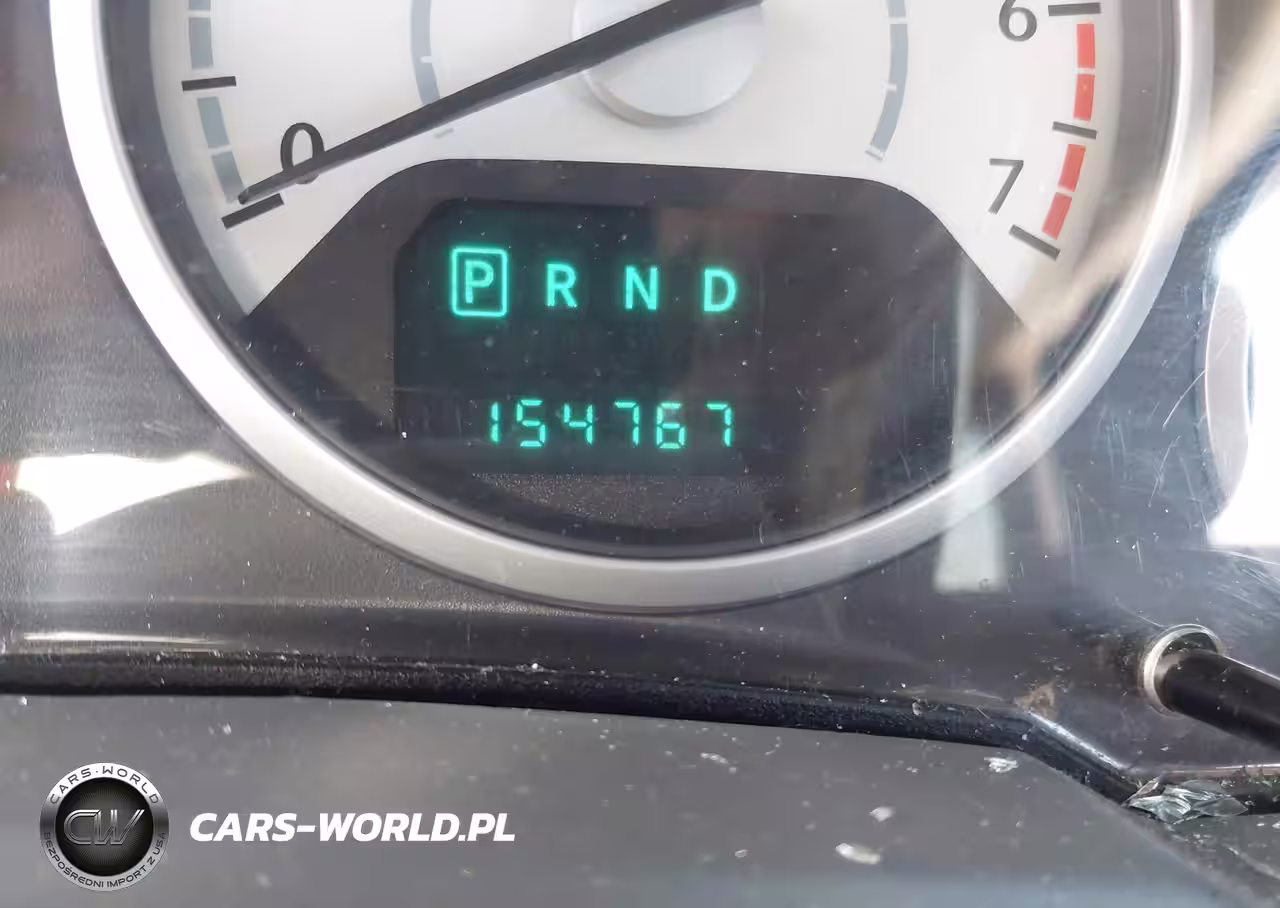 6
0
7
P R N D
154767
CARS·WORLD
CW
BEZPOŚREDNI IMPORT Z USA
CARS-WORLD.PL